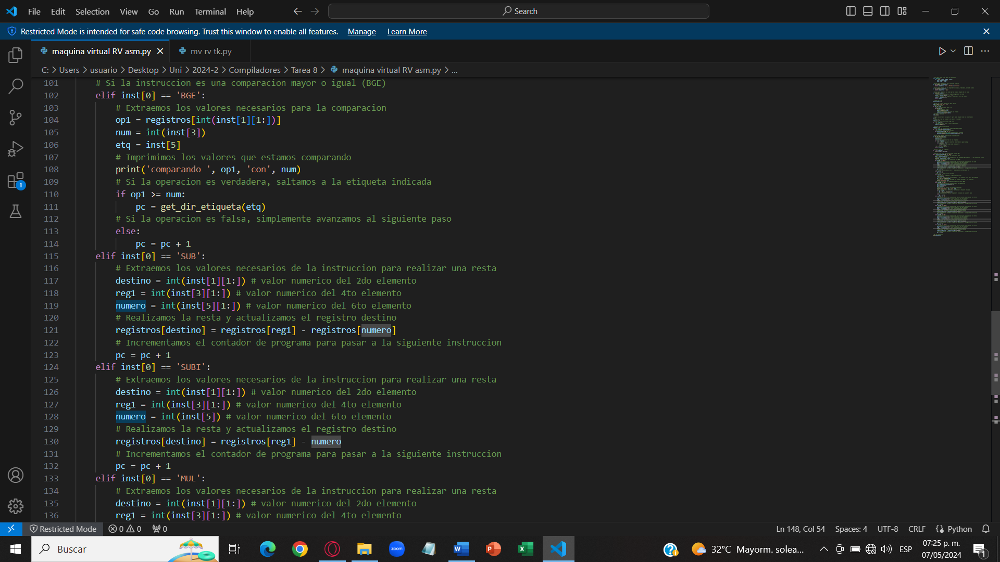 File Edit Selection View Go Run Terminal Help Search
Restricted Mode is intended for safe code browsing. Trust this window to enable all features. Manage Learn More
maquina virtual RV asm.py mv rv tk.py
C: > Users > usuario > Desktop > Uni > 2024-2 > Compiladores > Tarea 8 > maquina virtual RV asm.py > ...
101 # Si la instruccion es una comparacion mayor o igual (BGE)
102 elif inst[0] == 'BGE':
103 # Extraemos los valores necesarios para la comparacion
104 op1 = registros[int(inst[1][1:])]
105 num = int(inst[3])
106 etq = inst[5]
107 # Imprimimos los valores que estamos comparando
108 print('comparando ', op1, 'con', num)
109 # Si la operacion es verdadera, saltamos a la etiqueta indicada
110 if op1 >= num:
111 pc = get_dir_etiqueta(etq)
112 # Si la operacion es falsa, simplemente avanzamos al siguiente paso
113 else:
114 pc = pc + 1
115 elif inst[0] == 'SUB':
116 # Extraemos los valores necesarios de la instruccion para realizar una resta
117 destino = int(inst[1][1:]) # valor numerico del 2do elemento
118 reg1 = int(inst[3][1:]) # valor numerico del 4to elemento
119 numero = int(inst[5][1:]) # valor numerico del 6to elemento
120 # Realizamos la resta y actualizamos el registro destino
121 registros[destino] = registros[reg1] - registros[numero]
122 # Incrementamos el contador de programa para pasar a la siguiente instruccion
123 pc = pc + 1
124 elif inst[0] == 'SUBI':
125 # Extraemos los valores necesarios de la instruccion para realizar una resta
126 destino = int(inst[1][1:]) # valor numerico del 2do elemento
127 reg1 = int(inst[3][1:]) # valor numerico del 4to elemento
128 numero = int(inst[5]) # valor numerico del 6to elemento
129 # Realizamos la resta y actualizamos el registro destino
130 registros[destino] = registros[reg1] - numero
131 # Incrementamos el contador de programa para pasar a la siguiente instruccion
132 pc = pc + 1
133 elif inst[0] == 'MUL':
134 # Extraemos los valores necesarios de la instruccion para realizar una resta
135 destino = int(inst[1][1:]) # valor numerico del 2do elemento
136 reg1 = int(inst[3][1:]) # valor numerico del 4to elemento
1
Restricted Mode 0 0 0 Ln 148, Col 54 Spaces: 4 UTF-8 CRLF Python
Buscar zoom 32°C Mayorm. solea... ESP 07:25 p. m.
07/05/2024 1